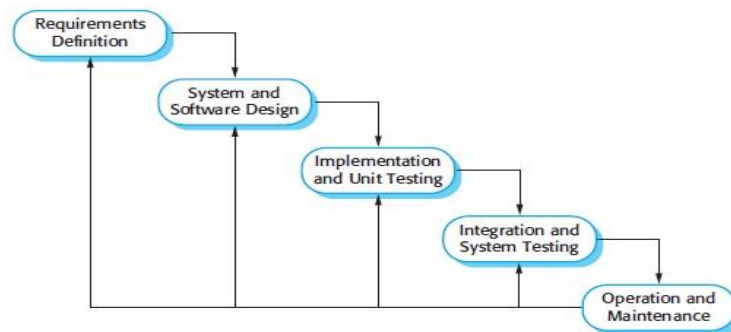 Requirements
Definition
System and
Software Design
Implementation
and Unit Testing
Integration and
System Testing
Operation and
Maintenance